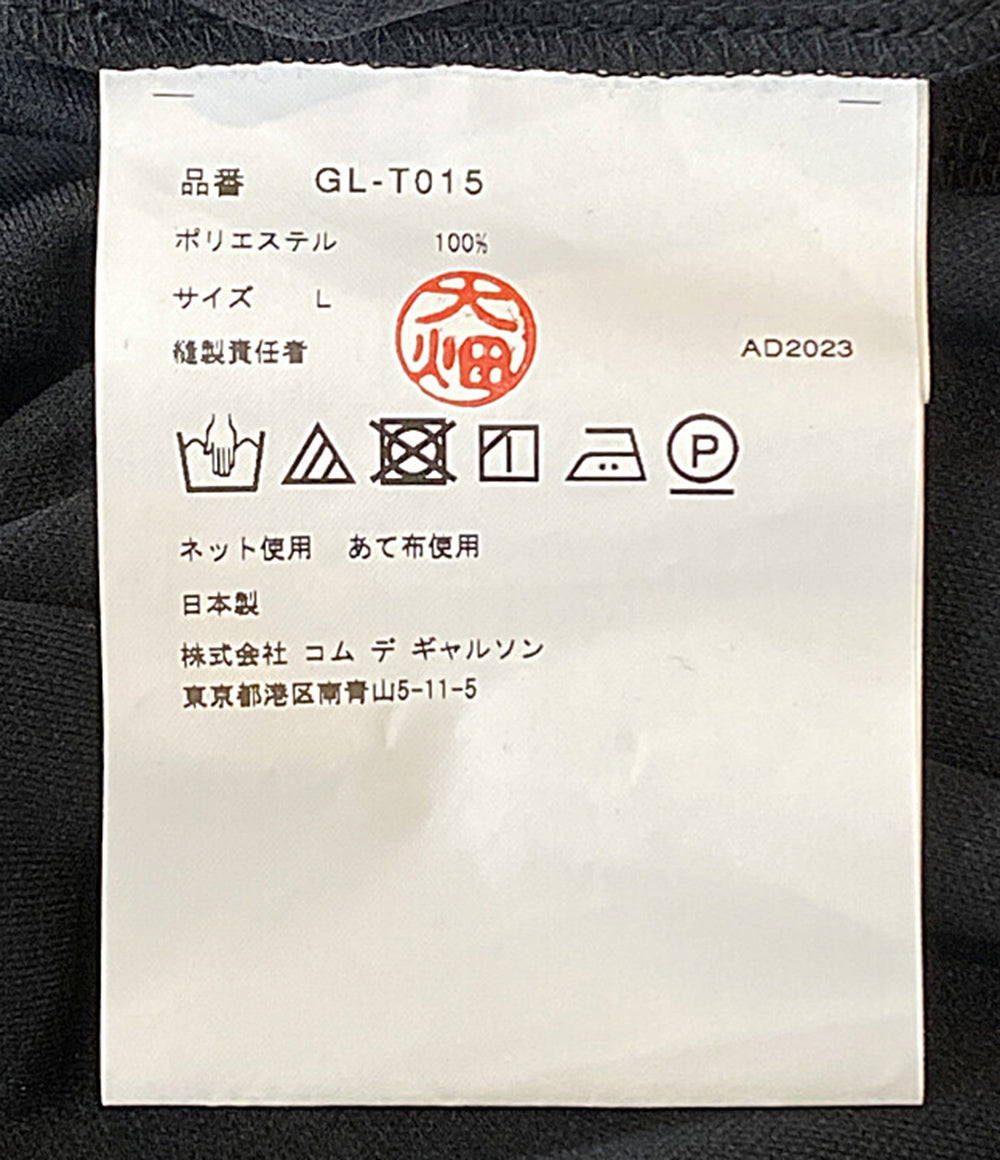 品番 GL-T015
ポリエステル 100%
サイズ L
大畑
縫製責任者 AD2023
P
ネット使用 あて布使用
日本製
株式会社 コム デ ギャルソン
東京都港区南青山5-11-5